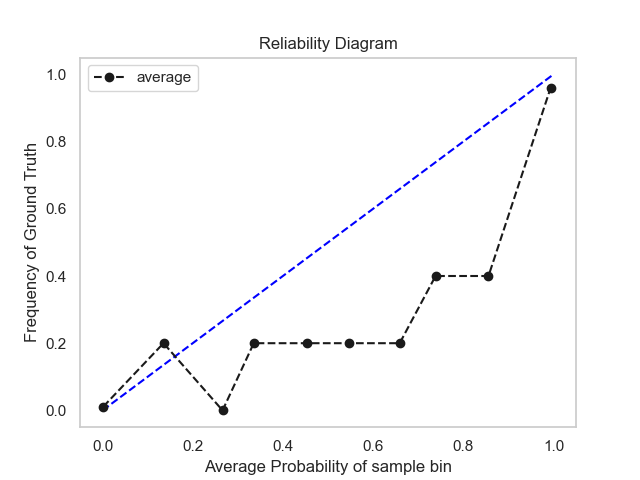 Reliability Diagram
average
Frequency of Ground Truth
1.0
0.8
0.6
0.4
0.2
0.0
0.0 0.2 0.4 0.6 0.8 1.0
Average Probability of sample bin